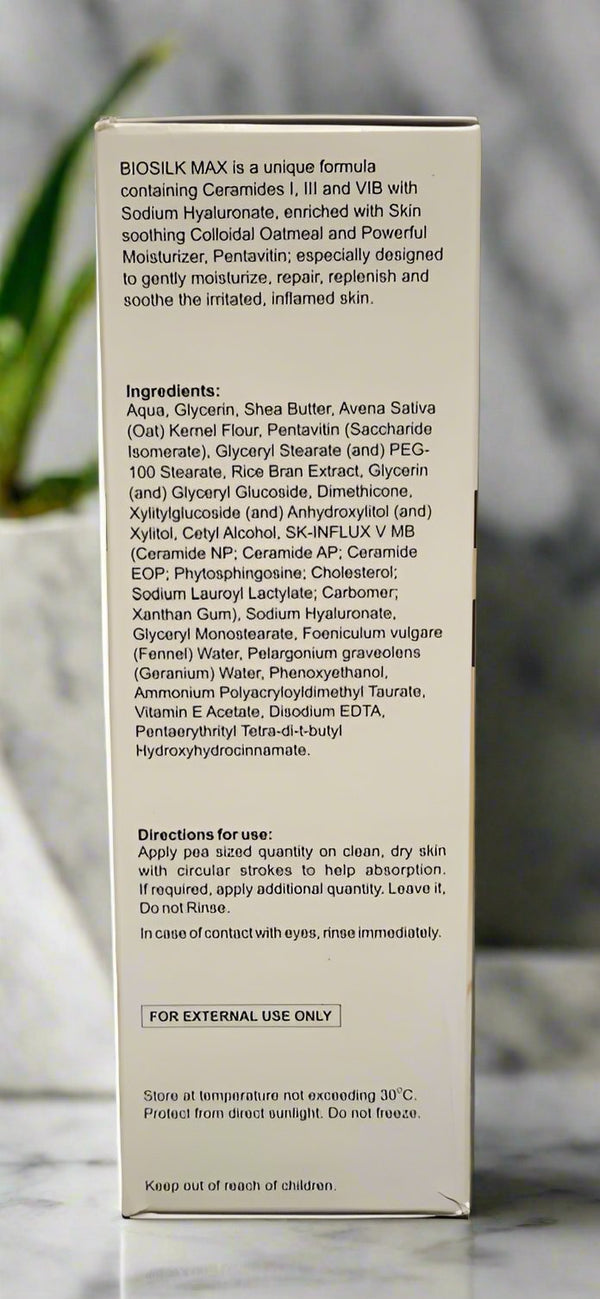 BIOSILK MAX is a unique formula
containing Ceramides I, III and VIB with
Sodium Hyaluronate, enriched with Skin
soothing Colloidal Oatmeal and Powerful
Moisturizer, Pentavitin; especially designed
to gently moisturize, repair, replenish and
soothe the irritated, inflamed skin.
Ingredients:
Aqua, Glycerin, Shea Butter, Avena Sativa
(Oat) Kernel Flour, Pentavitin (Saccharide
Isomerate), Glyceryl Stearate (and) PEG-
100 Stearate, Rice Bran Extract, Glycerin
(and) Glyceryl Glucoside, Dimethicone,
Xylitylglucoside (and) Anhydroxylitol (and)
Xylitol, Cetyl Alcohol, SK-INFLUX V MB
(Ceramide NP; Ceramide AP; Ceramide
EOP; Phytosphingosine; Cholesterol;
Sodium Lauroyl Lactylate; Carbomer;
Xanthan Gum), Sodium Hyaluronate,
Glyceryl Monostearate, Foeniculum vulgare
(Fennel) Water, Pelargonium graveolens
(Geranium) Water, Phenoxyethanol,
Ammonium Polyacryloyldimethyl Taurate,
Vitamin E Acetate, Disodium EDTA,
Pentaerythrityl Tetra-di-t-butyl
Hydroxyhydrocinnamate.
Directions for use:
Apply pea sized quantity on clean, dry skin
with circular strokes to help absorption.
If required, apply additional quantity. Leave it,
Do not Rinse.
In case of contact with eyes, rinse immediately.
FOR EXTERNAL USE ONLY
Store at temperature not exceeding 30°C.
Protect from direct sunlight. Do not freeze.
Keep out of reach of children.